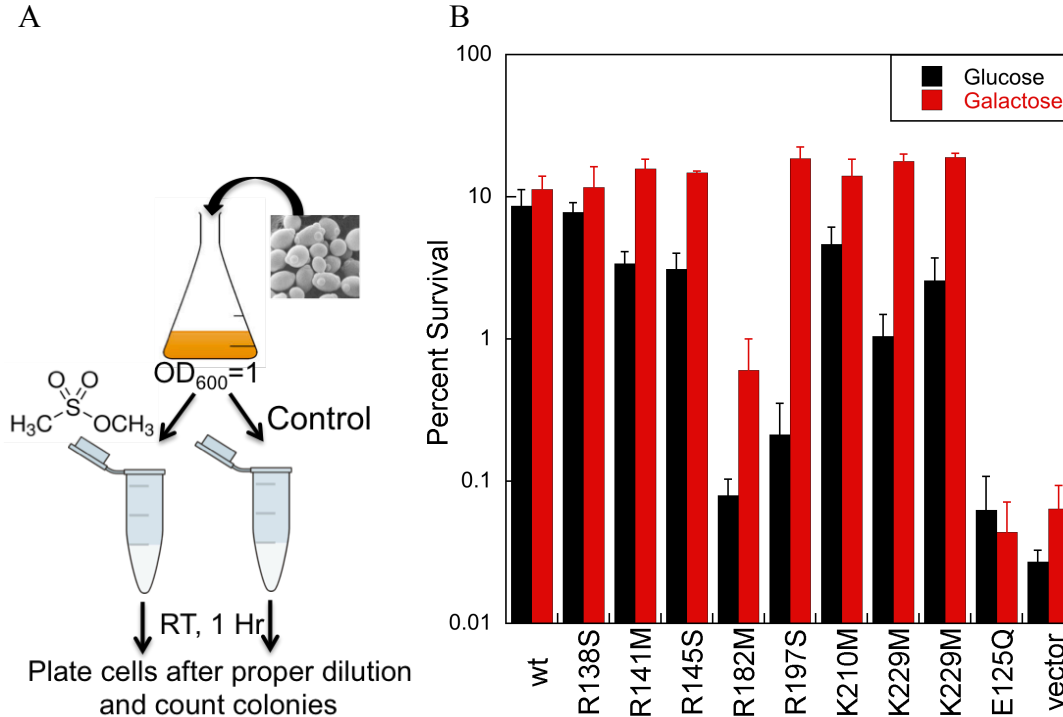 A
OD600=1
O O
S
H3C O CH3
Control
RT, 1 Hr
Plate cells after proper dilution
and count colonies
B
Percent Survival
100
10
1
0.1
0.01
Glucose
Galactose
wt
R138S
R141M
R145S
R182M
R197S
K210M
K229M
K229M
E125Q
vector